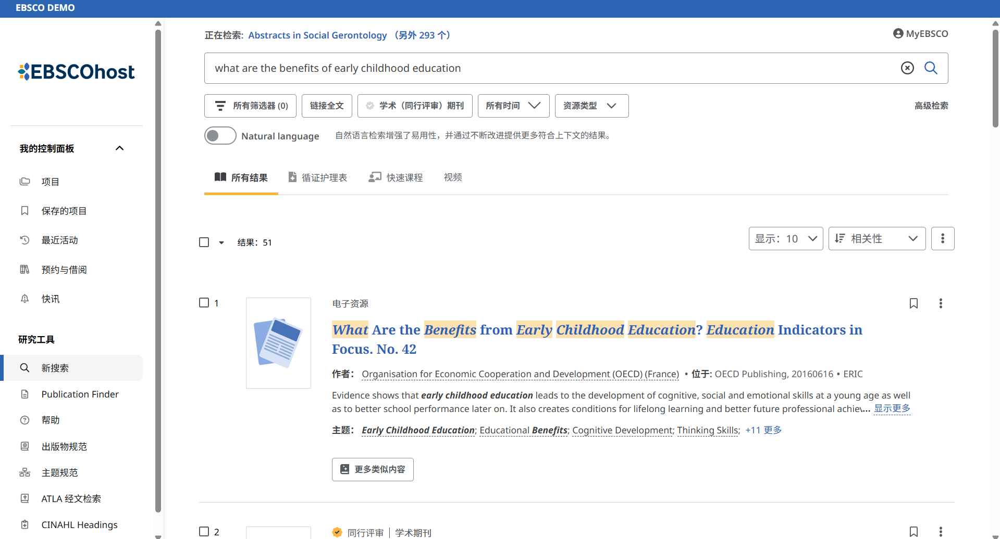 EBSCO DEMO
EBSCOhost
我的控制面板
项目
保存的项目
最近活动
预约与借阅
快讯
研究工具
新搜索
Publication Finder
帮助
出版物规范
主题规范
ATLA 经文检索
CINAHL Headings
正在检索: Abstracts in Social Gerontology （另外 293 个）
MyEBSCO
what are the benefits of early childhood education
所有筛选器 (0) 链接全文 学术（同行评审）期刊 所有时间 资源类型 高级检索
Natural language 自然语言检索增强了易用性，并通过不断改进提供更多符合上下文的结果。
所有结果 循证护理表 快速课程 视频
结果：51 显示：10 相关性
1 电子资源
What Are the Benefits from Early Childhood Education? Education Indicators in
Focus. No. 42
作者： Organisation for Economic Cooperation and Development (OECD) (France) • 位于: OECD Publishing, 20160616 • ERIC
Evidence shows that early childhood education leads to the development of cognitive, social and emotional skills at a young age as well
as to better school performance later on. It also creates conditions for lifelong learning and better future professional achiev... 显示更多
主题： Early Childhood Education; Educational Benefits; Cognitive Development; Thinking Skills; +11 更多
更多类似内容
2 同行评审 | 学术期刊